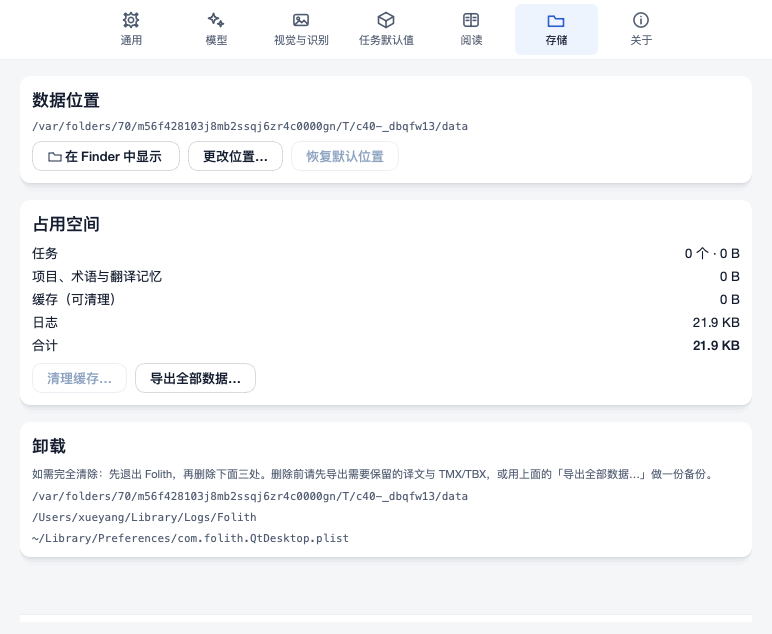 通用
模型
视觉与识别
任务默认值
阅读
存储
关于
数据位置
/var/folders/70/m56f428103j8mb2ssqj6zr4c0000gn/T/c40-_dbqfw13/data
在 Finder 中显示
更改位置…
恢复默认位置
占用空间
任务 0 个 · 0 B
项目、术语与翻译记忆 0 B
缓存（可清理） 0 B
日志 21.9 KB
合计 21.9 KB
清理缓存…
导出全部数据…
卸载
如需完全清除：先退出 Folith，再删除下面三处。删除前请先导出需要保留的译文与 TMX/TBX，或用上面的「导出全部数据…」做一份备份。
/var/folders/70/m56f428103j8mb2ssqj6zr4c0000gn/T/c40-_dbqfw13/data
/Users/xueyang/Library/Logs/Folith
~/Library/Preferences/com.folith.QtDesktop.plist